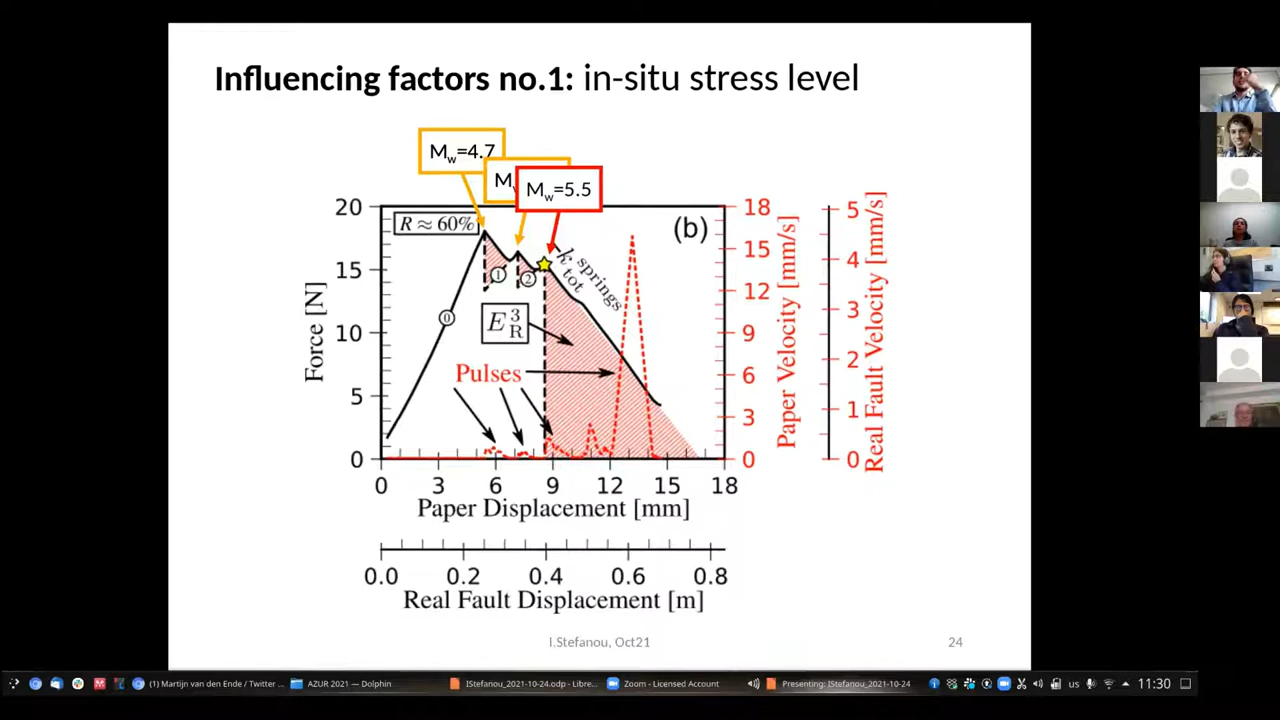 Influencing factors no.1: in-situ stress level
Mw=4.7
M
Mw=5.5
20
15
10
5
0
Force [N]
R ≈ 60%
(b)
0
1
2
k springs tot
E 3 R
Pulses
18
15
12
9
6
3
0
Paper Velocity [mm/s]
5
4
3
2
1
0
Real Fault Velocity [mm/s]
0 3 6 9 12 15 18
Paper Displacement [mm]
0.0 0.2 0.4 0.6 0.8
Real Fault Displacement [m]
I.Stefanou, Oct21
24
(1) Martijn van den Ende / Twitter ... AZUR 2021 — Dolphin IStefanou_2021-10-24.odp - Libre... Zoom - Licensed Account Presenting: IStefanou_2021-10-24 us 11:30